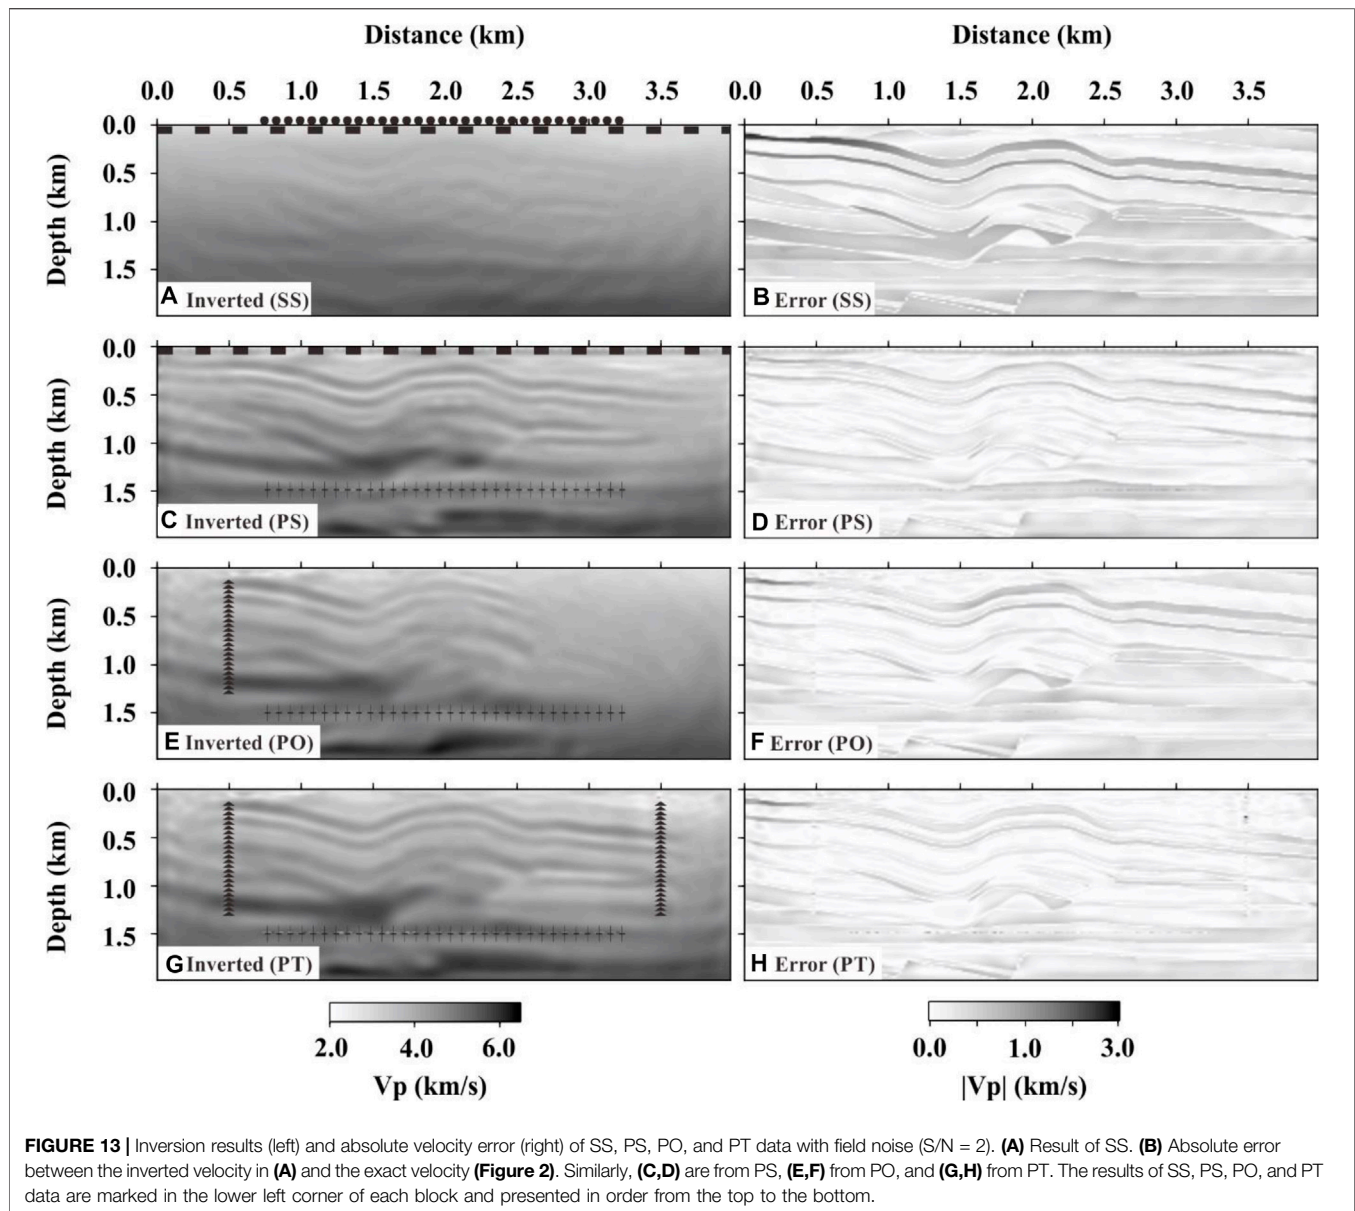 Distance (km)
Distance (km)
0.0 0.5 1.0 1.5 2.0 2.5 3.0 3.5
0.0 0.5 1.0 1.5 2.0 2.5 3.0 3.5
Depth (km)
0.0
0.5
1.0
1.5
A Inverted (SS)
B Error (SS)
Depth (km)
0.0
0.5
1.0
1.5
C Inverted (PS)
D Error (PS)
Depth (km)
0.0
0.5
1.0
1.5
E Inverted (PO)
F Error (PO)
Depth (km)
0.0
0.5
1.0
1.5
G Inverted (PT)
H Error (PT)
2.0 4.0 6.0
Vp (km/s)
0.0 1.0 3.0
|Vp| (km/s)
FIGURE 13 | Inversion results (left) and absolute velocity error (right) of SS, PS, PO, and PT data with field noise (S/N = 2). (A) Result of SS. (B) Absolute error
between the inverted velocity in (A) and the exact velocity (Figure 2). Similarly, (C,D) are from PS, (E,F) from PO, and (G,H) from PT. The results of SS, PS, PO, and PT
data are marked in the lower left corner of each block and presented in order from the top to the bottom.